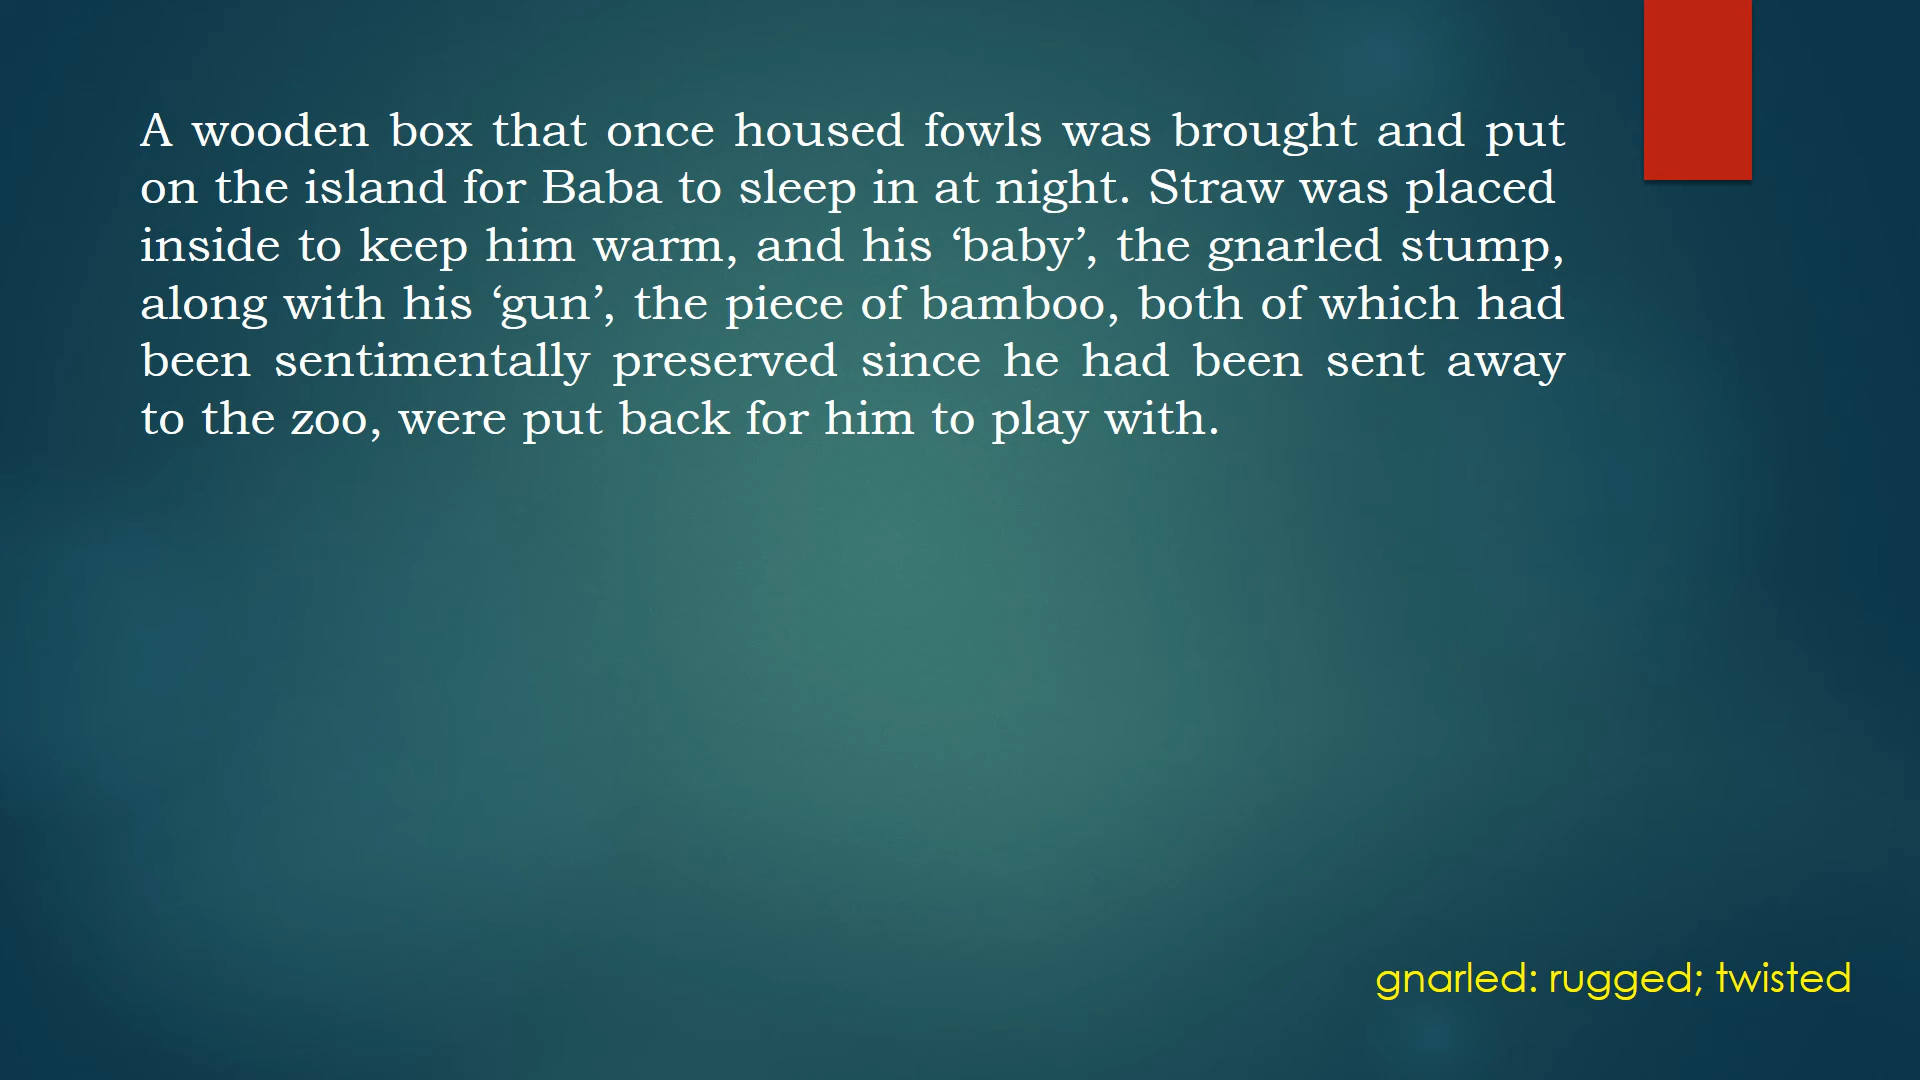 A wooden box that once housed fowls was brought and put
on the island for Baba to sleep in at night. Straw was placed
inside to keep him warm, and his ‘baby’, the gnarled stump,
along with his ‘gun’, the piece of bamboo, both of which had
been sentimentally preserved since he had been sent away
to the zoo, were put back for him to play with.
gnarled: rugged; twisted